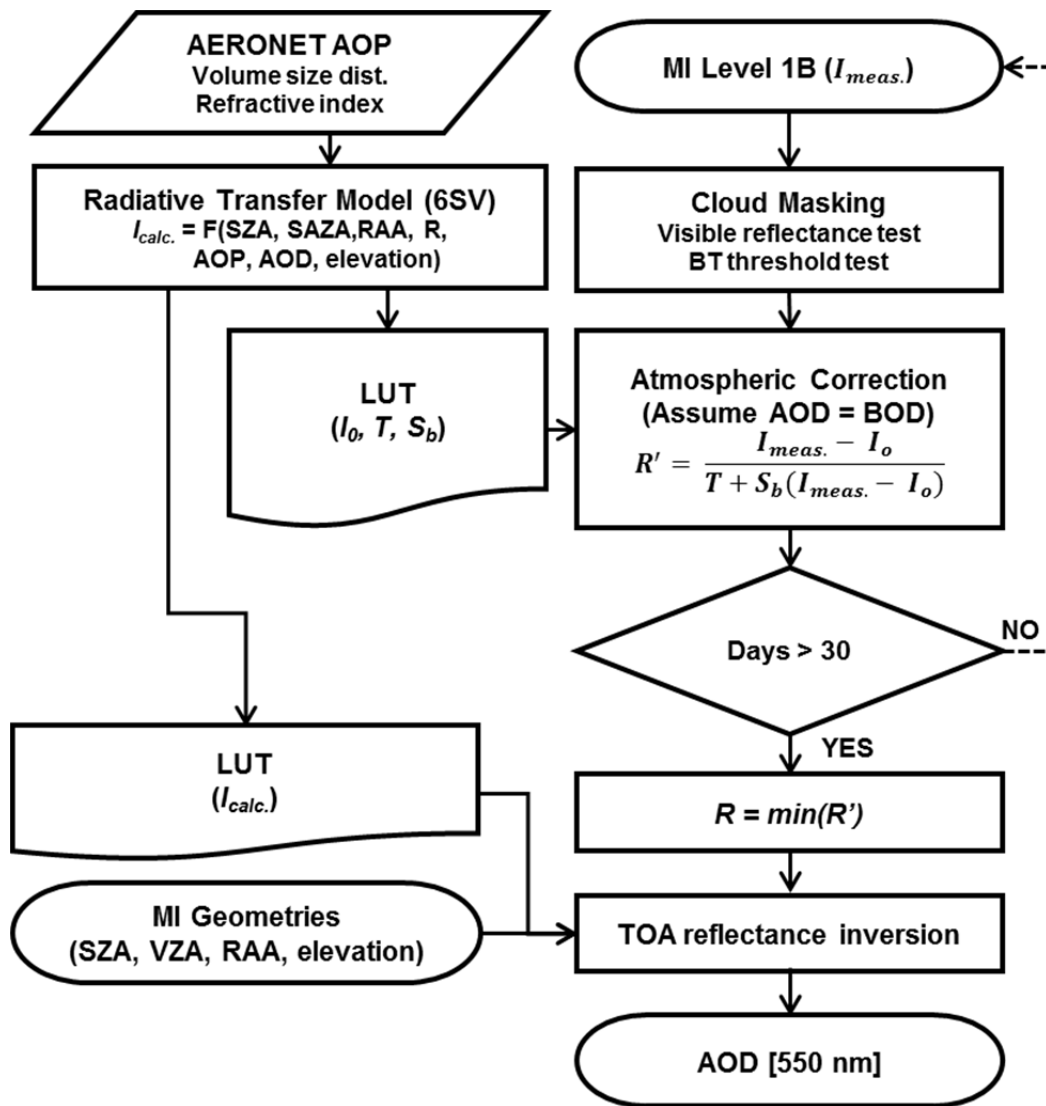 AERONET AOP
Volume size dist.
Refractive index
MI Level 1B (I_meas.)
Radiative Transfer Model (6SV)
I_calc. = F(SZA, SAZA,RAA, R,
AOP, AOD, elevation)
Cloud Masking
Visible reflectance test
BT threshold test
LUT
(I_0, T, S_b)
Atmospheric Correction
(Assume AOD = BOD)
R′ = (I_meas. − I_o) / (T + S_b(I_meas. − I_o))
Days > 30
NO
YES
LUT
(I_calc.)
R = min(R’)
MI Geometries
(SZA, VZA, RAA, elevation)
TOA reflectance inversion
AOD [550 nm]